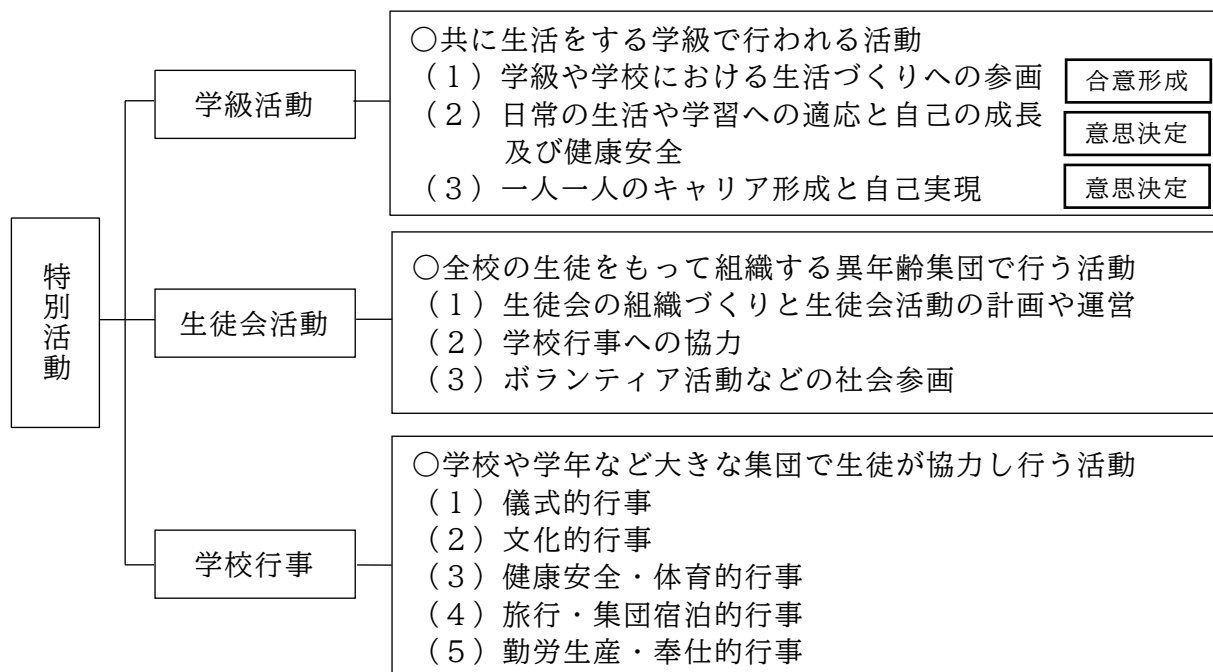 特別活動
学級活動
○共に生活をする学級で行われる活動
（１）学級や学校における生活づくりへの参画
合意形成
（２）日常の生活や学習への適応と自己の成長
及び健康安全
意思決定
（３）一人一人のキャリア形成と自己実現
意思決定
生徒会活動
○全校の生徒をもって組織する異年齢集団で行う活動
（１）生徒会の組織づくりと生徒会活動の計画や運営
（２）学校行事への協力
（３）ボランティア活動などの社会参画
学校行事
○学校や学年など大きな集団で生徒が協力し行う活動
（１）儀式的行事
（２）文化的行事
（３）健康安全・体育的行事
（４）旅行・集団宿泊的行事
（５）勤労生産・奉仕的行事